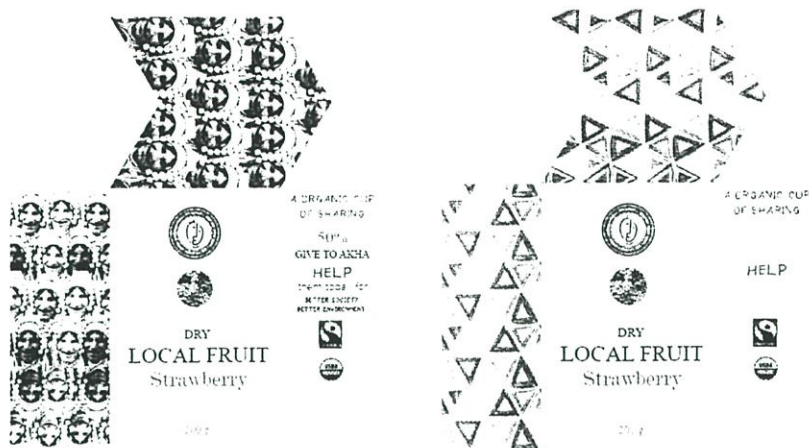 A ORGANIC CUP
OF SHARING
50%
GIVE TO AKHA
HELP
BETTER SOCIETY
BETTER ENVIRONMENT
DRY
LOCAL FRUIT
Strawberry
A ORGANIC CUP
OF SHARING
HELP
DRY
LOCAL FRUIT
Strawberry